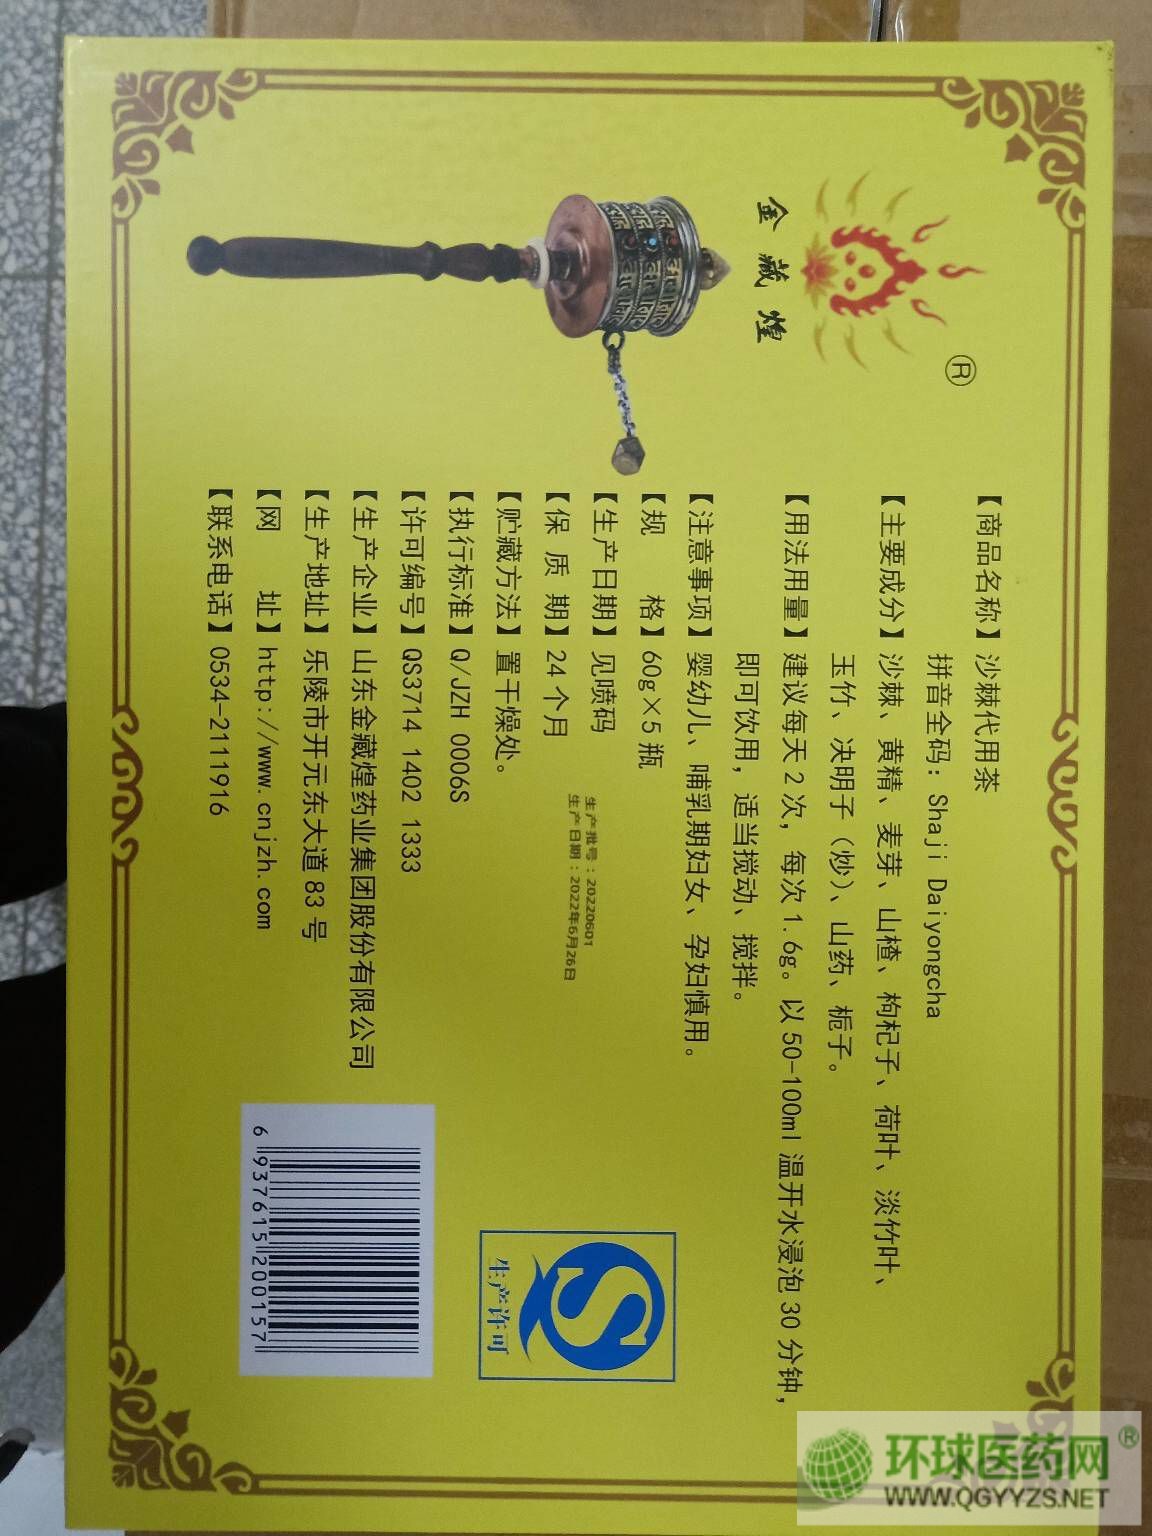 金藏煌
®
【商品名称】沙棘代用茶
拼音全码：Shaji Daiyongcha
【主要成分】沙棘、黄精、麦芽、山楂、枸杞子、荷叶、淡竹叶、
玉竹、决明子（炒）、山药、栀子。
【用法用量】建议每天2次，每次1.6g。以50-100ml温开水浸泡30分钟，
即可饮用，适当搅动、搅拌。
【注意事项】婴幼儿、哺乳期妇女、孕妇慎用。
【规 格】60g×5瓶
【生产日期】见喷码
【保 质 期】24个月
【贮藏方法】置干燥处。
【执行标准】Q/JZH 0006S
【许可编号】QS3714 1402 1333
【生产企业】山东金藏煌药业集团股份有限公司
【生产地址】乐陵市开元东大道83号
【网 址】http://www.cnjzh.com
【联系电话】0534-2111916
生产批号：20220601
生产日期：2022年6月26日
生产许可
6 937615 200157
环球医药网®
WWW.QGYYZS.NET